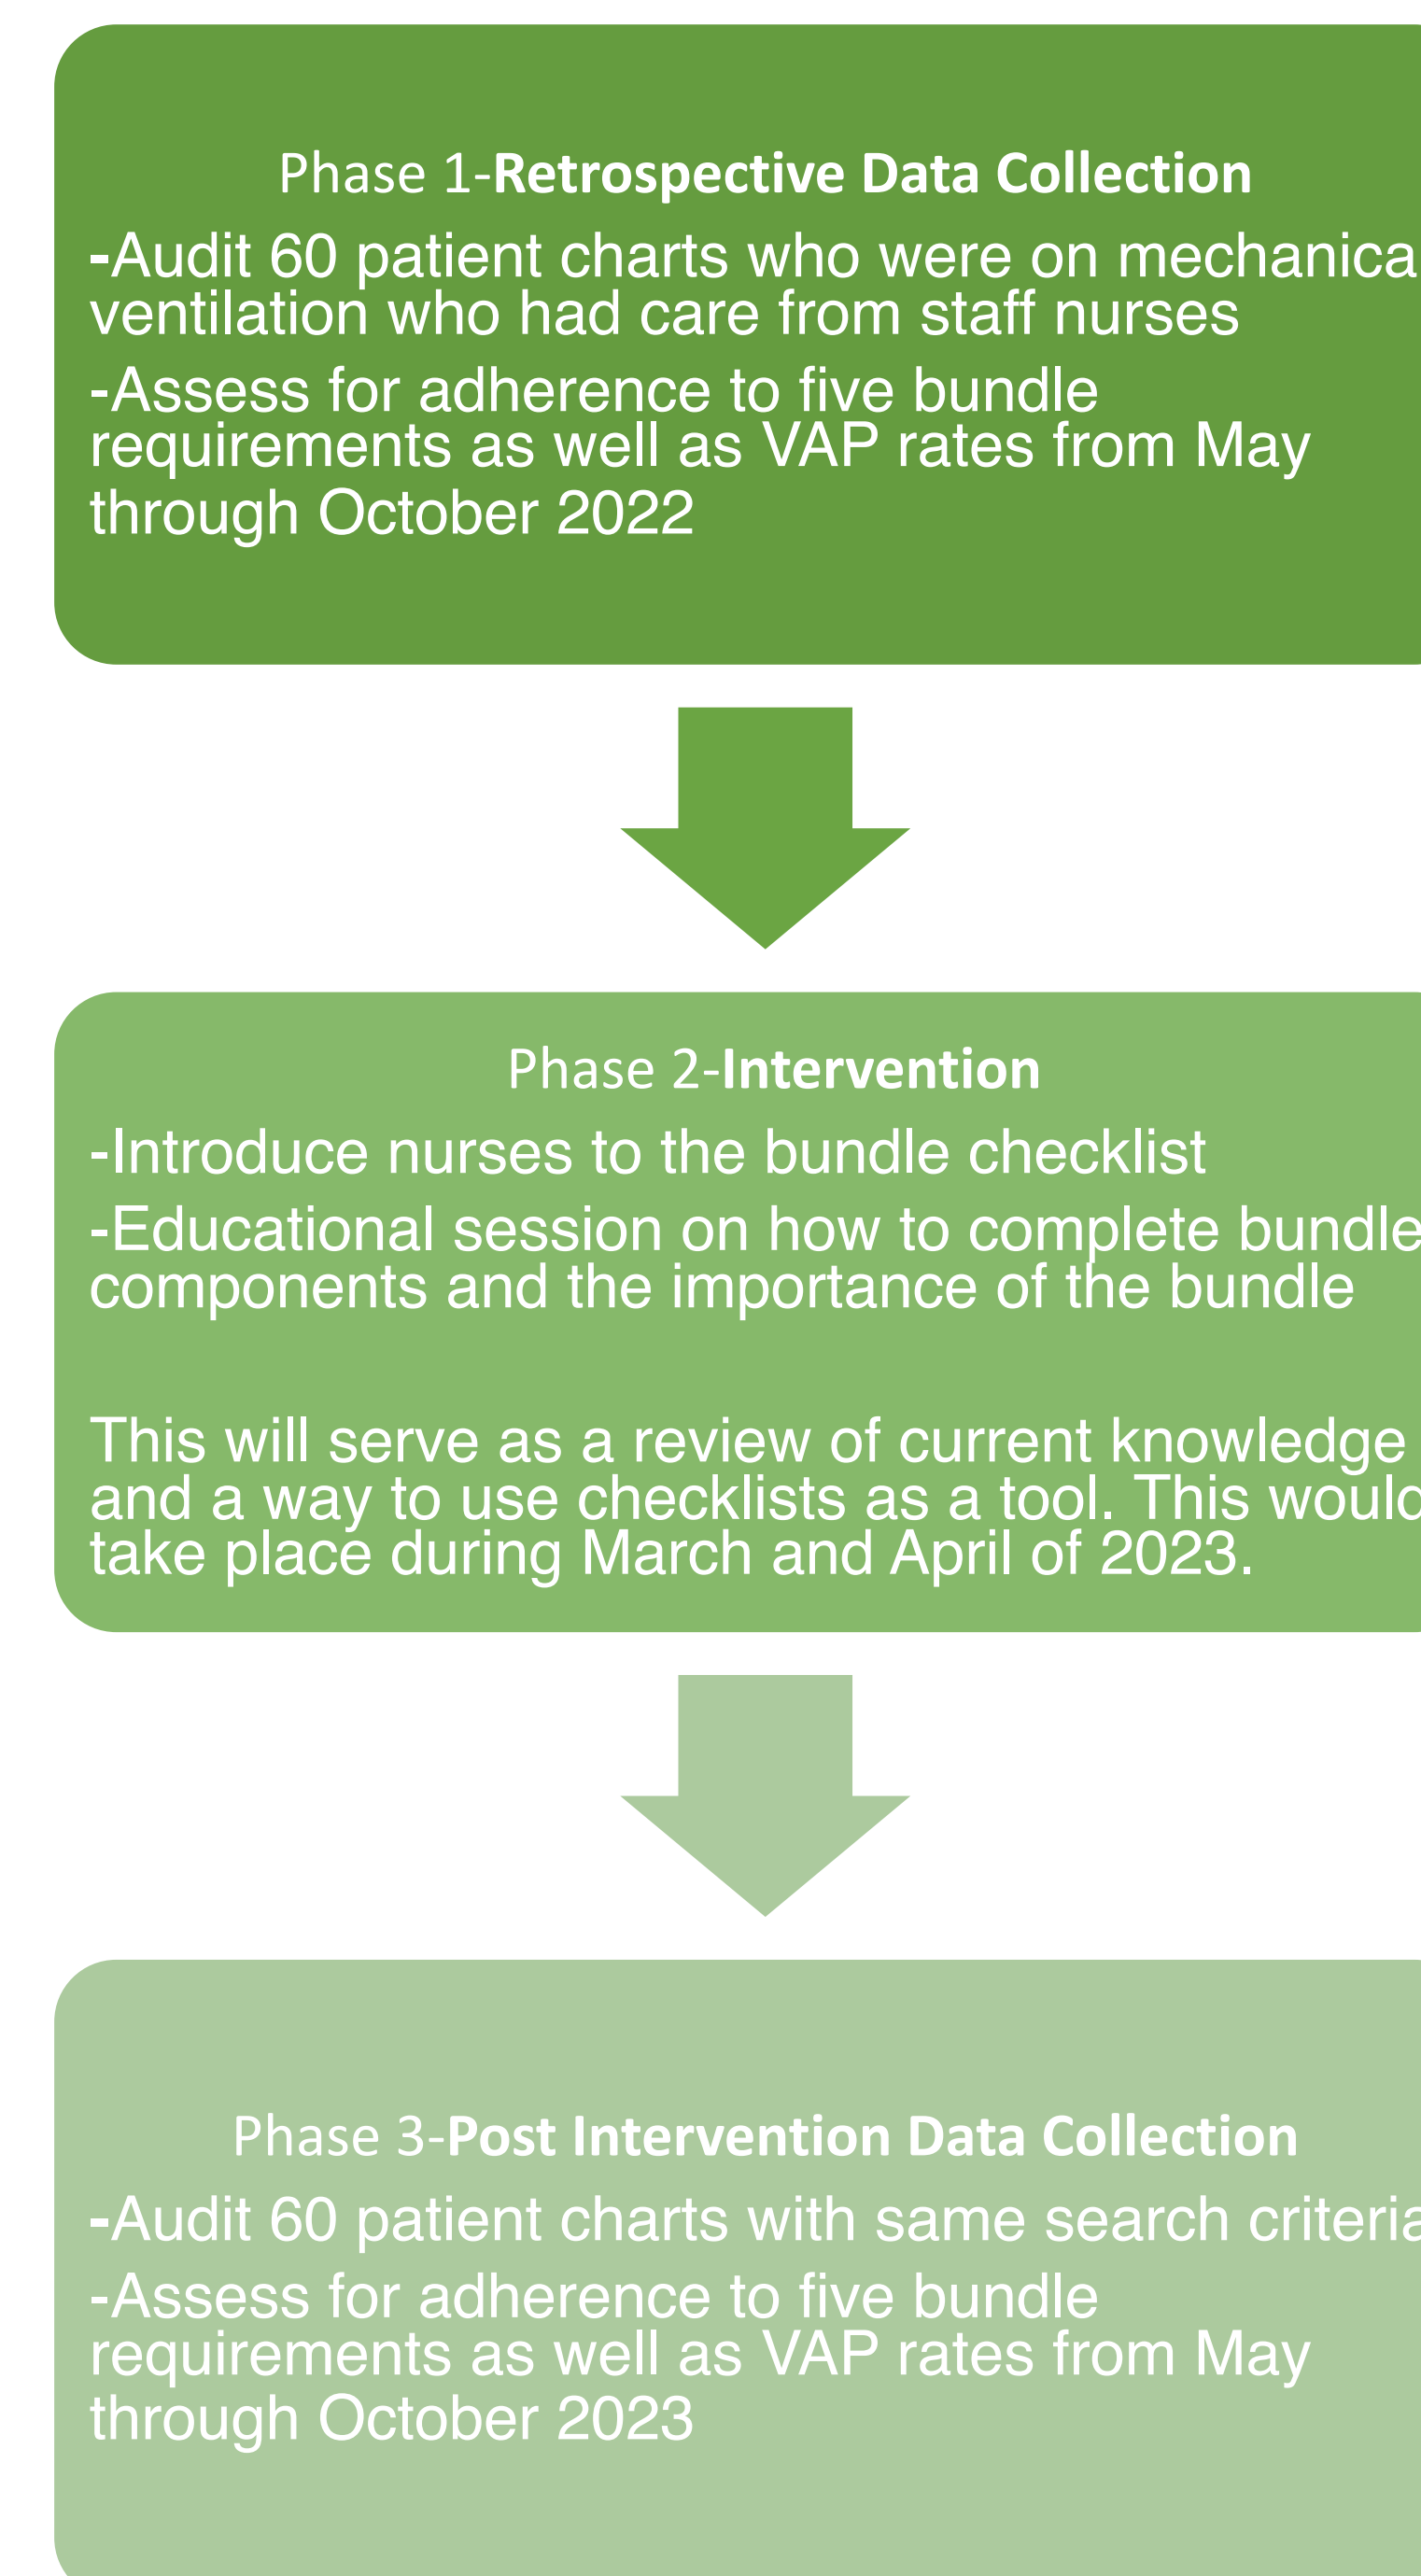 Phase 1-Retrospective Data Collection
-Audit 60 patient charts who were on mechanica
ventilation who had care from staff nurses
-Assess for adherence to five bundle
requirements as well as VAP rates from May
through October 2022
Phase 2-Intervention
-Introduce nurses to the bundle checklist
-Educational session on how to complete bundle
components and the importance of the bundle
This will serve as a review of current knowledge
and a way to use checklists as a tool. This would
take place during March and April of 2023.
Phase 3-Post Intervention Data Collection
-Audit 60 patient charts with same search criteria
-Assess for adherence to five bundle
requirements as well as VAP rates from May
through October 2023